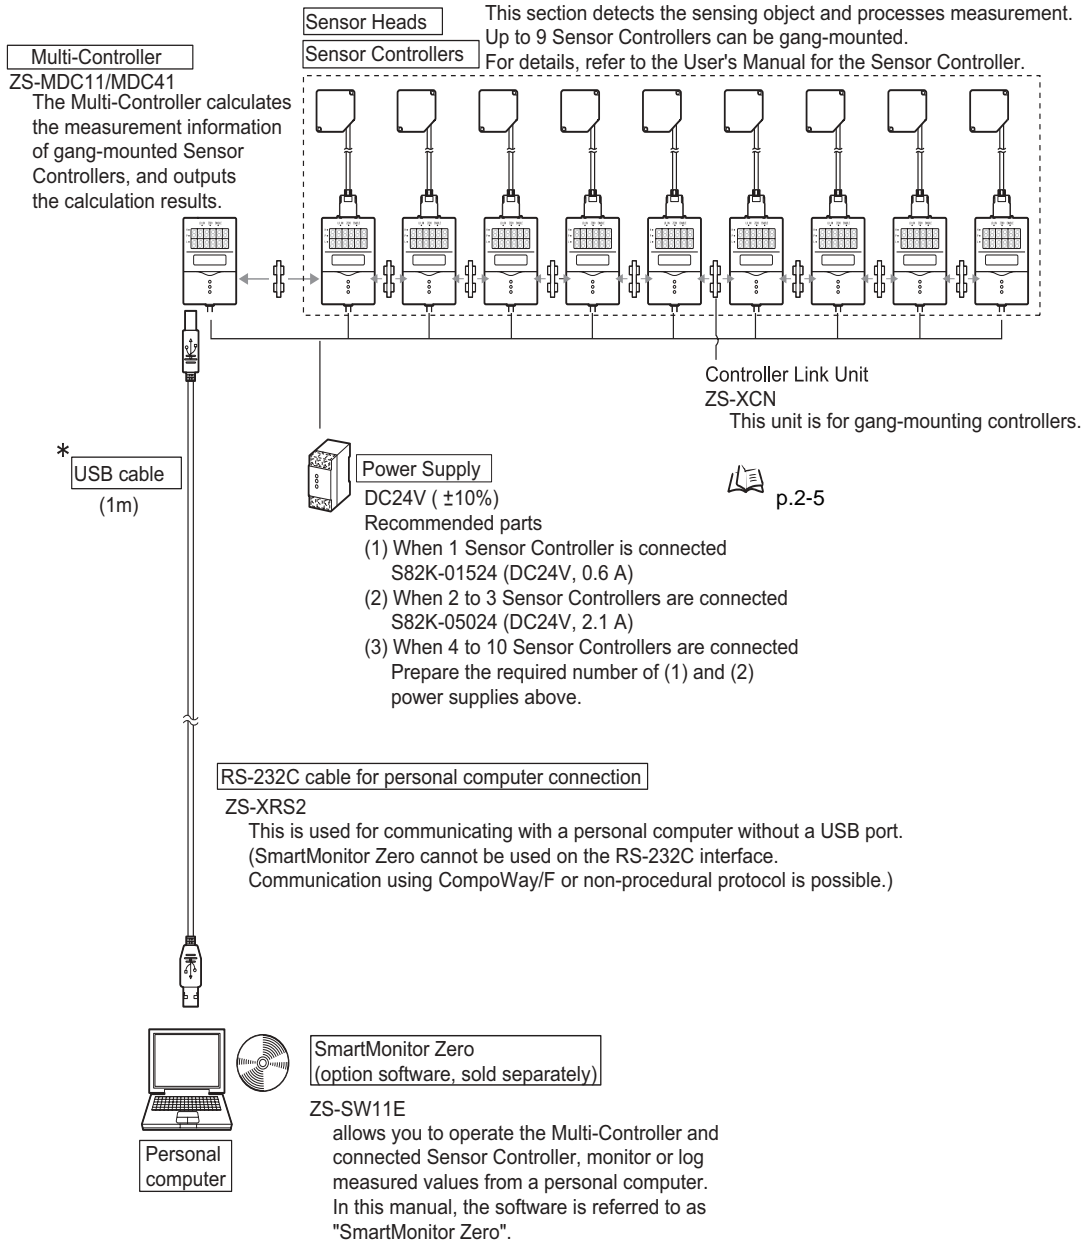 Sensor Heads
Sensor Controllers
This section detects the sensing object and processes measurement.
Up to 9 Sensor Controllers can be gang-mounted.
For details, refer to the User's Manual for the Sensor Controller.
Multi-Controller
ZS-MDC11/MDC41
The Multi-Controller calculates
the measurement information
of gang-mounted Sensor
Controllers, and outputs
the calculation results.
Controller Link Unit
ZS-XCN
This unit is for gang-mounting controllers.
p.2-5
*
USB cable
(1m)
Power Supply
DC24V ( ±10%)
Recommended parts
(1) When 1 Sensor Controller is connected
S82K-01524 (DC24V, 0.6 A)
(2) When 2 to 3 Sensor Controllers are connected
S82K-05024 (DC24V, 2.1 A)
(3) When 4 to 10 Sensor Controllers are connected
Prepare the required number of (1) and (2)
power supplies above.
RS-232C cable for personal computer connection
ZS-XRS2
This is used for communicating with a personal computer without a USB port.
(SmartMonitor Zero cannot be used on the RS-232C interface.
Communication using CompoWay/F or non-procedural protocol is possible.)
Personal
computer
SmartMonitor Zero
(option software, sold separately)
ZS-SW11E
allows you to operate the Multi-Controller and
connected Sensor Controller, monitor or log
measured values from a personal computer.
In this manual, the software is referred to as
"SmartMonitor Zero".